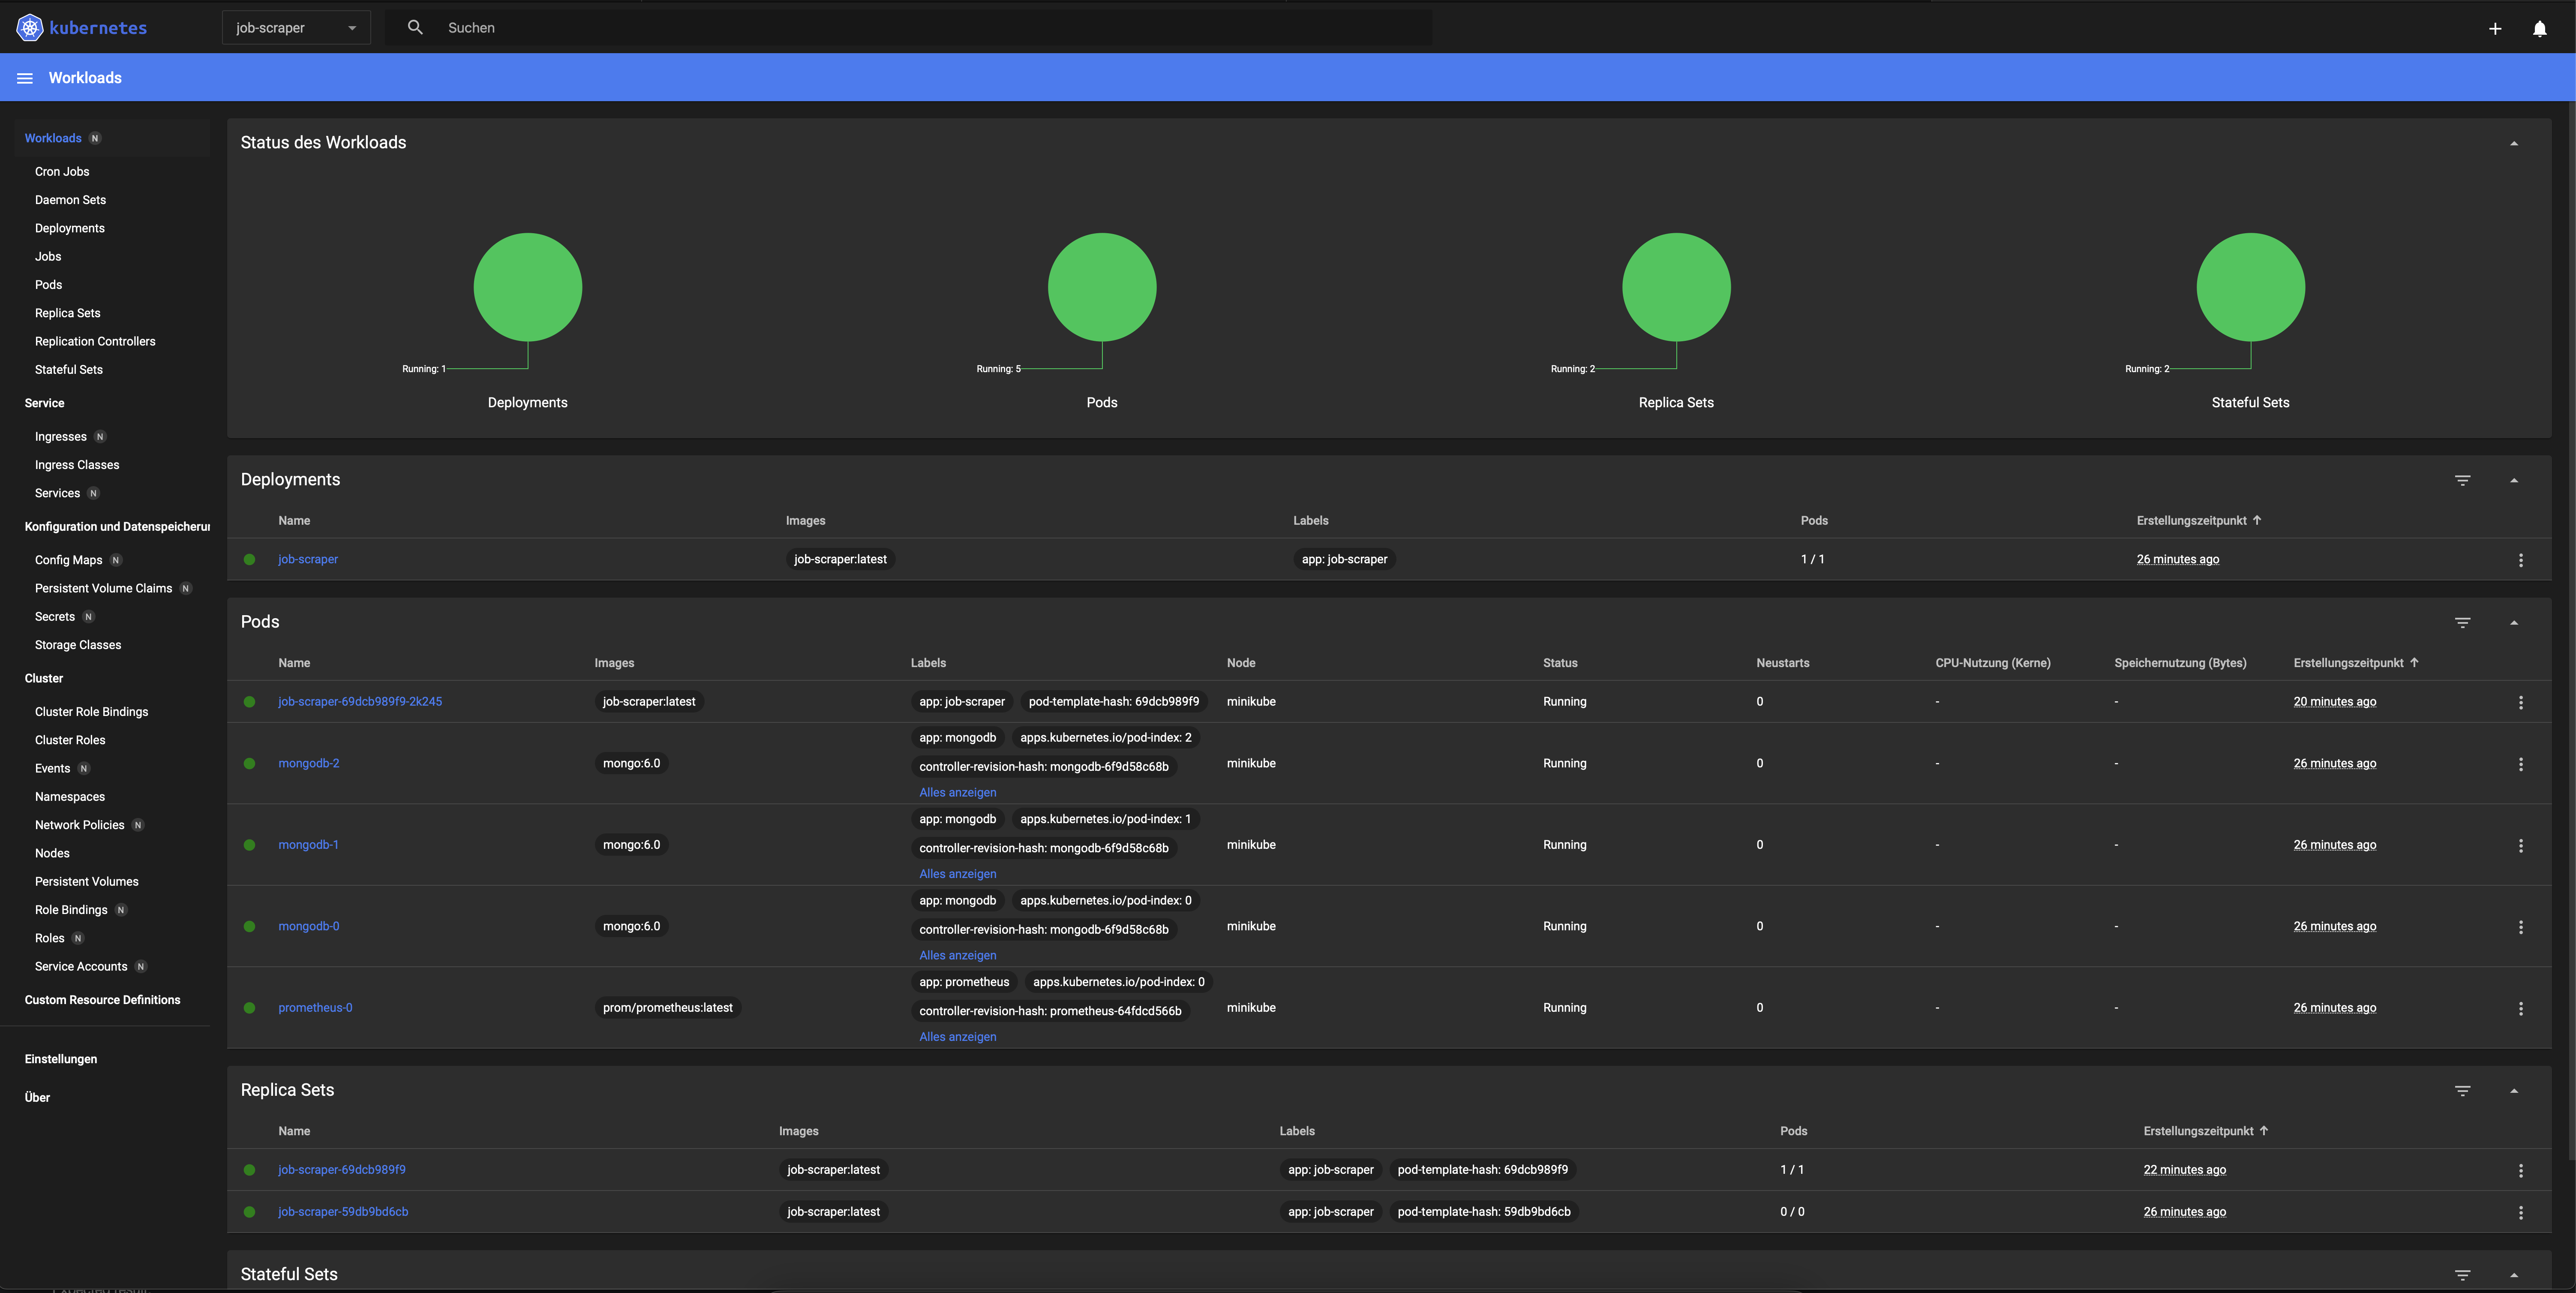 kubernetes
job-scraper
Suchen
Workloads
Workloads N
Cron Jobs
Daemon Sets
Deployments
Jobs
Pods
Replica Sets
Replication Controllers
Stateful Sets
Service
Ingresses N
Ingress Classes
Services N
Konfiguration und Datenspeicherun
Config Maps N
Persistent Volume Claims N
Secrets N
Storage Classes
Cluster
Cluster Role Bindings
Cluster Roles
Events N
Namespaces
Network Policies N
Nodes
Persistent Volumes
Role Bindings N
Roles N
Service Accounts N
Custom Resource Definitions
Einstellungen
Über
Status des Workloads
Running: 1
Deployments
Running: 5
Pods
Running: 2
Replica Sets
Running: 2
Stateful Sets
Deployments
Name Images Labels Pods Erstellungszeitpunkt ↑
job-scraper job-scraper:latest app: job-scraper 1 / 1 26 minutes ago
Pods
Name Images Labels Node Status Neustarts CPU-Nutzung (Kerne) Speichernutzung (Bytes) Erstellungszeitpunkt ↑
job-scraper-69dcb989f9-2k245 job-scraper:latest app: job-scraper pod-template-hash: 69dcb989f9 minikube Running 0 - - 20 minutes ago
app: mongodb apps.kubernetes.io/pod-index: 2
mongodb-2 mongo:6.0 controller-revision-hash: mongodb-6f9d58c68b minikube Running 0 - - 26 minutes ago
Alles anzeigen
app: mongodb apps.kubernetes.io/pod-index: 1
mongodb-1 mongo:6.0 controller-revision-hash: mongodb-6f9d58c68b minikube Running 0 - - 26 minutes ago
Alles anzeigen
app: mongodb apps.kubernetes.io/pod-index: 0
mongodb-0 mongo:6.0 controller-revision-hash: mongodb-6f9d58c68b minikube Running 0 - - 26 minutes ago
Alles anzeigen
app: prometheus apps.kubernetes.io/pod-index: 0
prometheus-0 prom/prometheus:latest controller-revision-hash: prometheus-64fdcd566b minikube Running 0 - - 26 minutes ago
Alles anzeigen
Replica Sets
Name Images Labels Pods Erstellungszeitpunkt ↑
job-scraper-69dcb989f9 job-scraper:latest app: job-scraper pod-template-hash: 69dcb989f9 1 / 1 22 minutes ago
job-scraper-59db9bd6cb job-scraper:latest app: job-scraper pod-template-hash: 59db9bd6cb 0 / 0 26 minutes ago
Stateful Sets